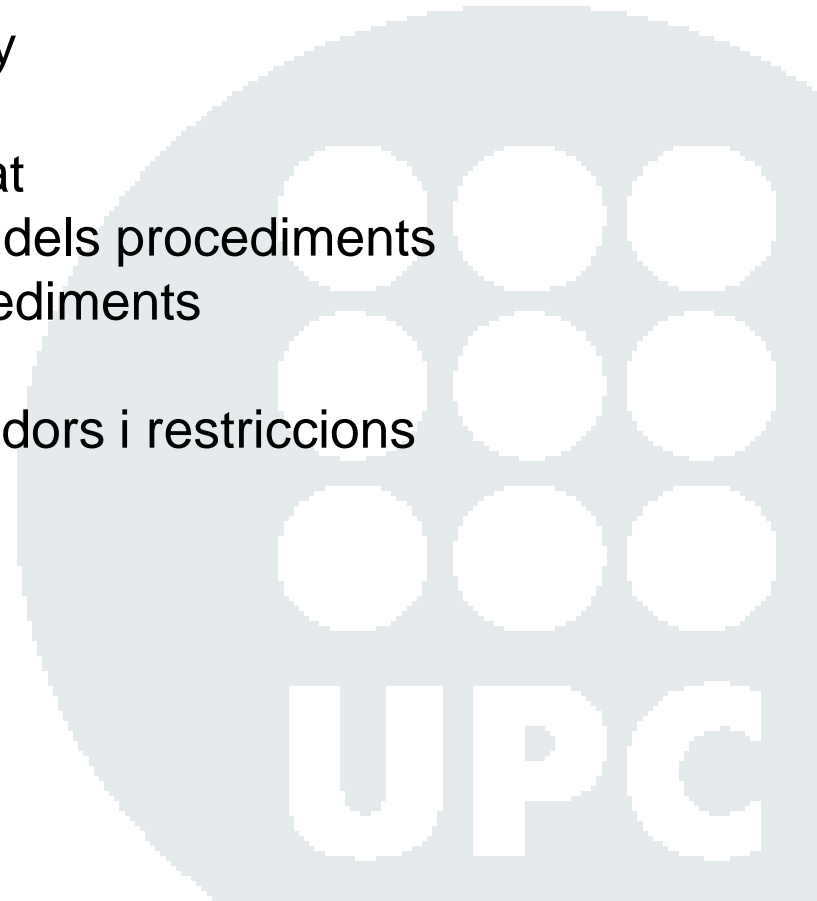 y
at
dels procediments
ediments
dors i restriccions
UPC